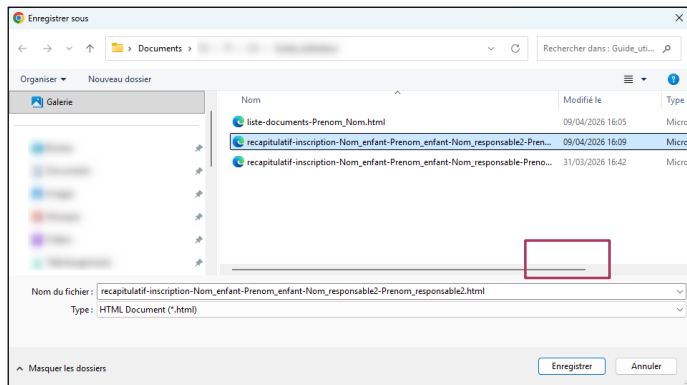 Enregistrer sous
Documents
Rechercher dans : Guide_uti...
Organiser
Nouveau dossier
Galerie
Nom
Modifié le
Type
liste-documents-Prenom_Nom.html
09/04/2026 16:05
Micro
recapitulatif-inscription-Nom_enfant-Prenom_enfant-Nom_responsable2-Pren...
09/04/2026 16:09
Micro
recapitulatif-inscription-Nom_enfant-Prenom_enfant-Nom_responsable-Preno...
31/03/2026 16:42
Micro
Nom du fichier : recapitulatif-inscription-Nom_enfant-Prenom_enfant-Nom_responsable2-Prenom_responsable2.html
Type : HTML Document (*.html)
Masquer les dossiers
Enregistrer
Annuler